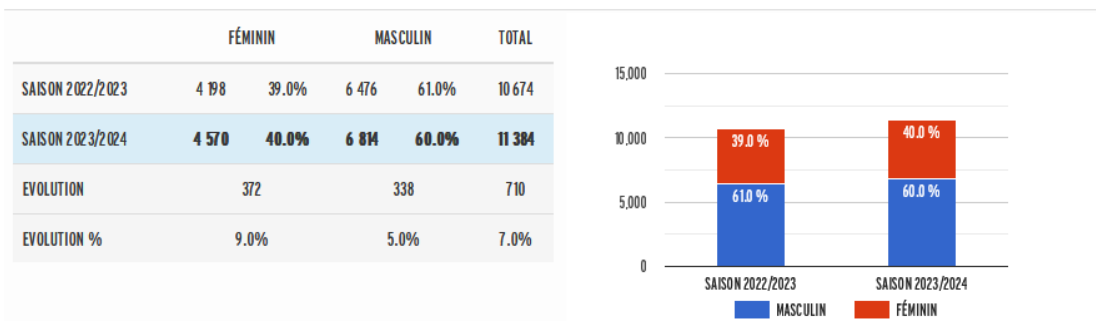 FÉMININ MASCULIN TOTAL
SAISON 2022/2023 4 198 39.0% 6 476 61.0% 10 674
SAISON 2023/2024 4 570 40.0% 6 814 60.0% 11 384
EVOLUTION 372 338 710
EVOLUTION % 9.0% 5.0% 7.0%
15,000
10,000
5,000
0
39.0 %
61.0 %
40.0 %
60.0 %
SAISON 2022/2023 SAISON 2023/2024
MASCULIN FÉMININ